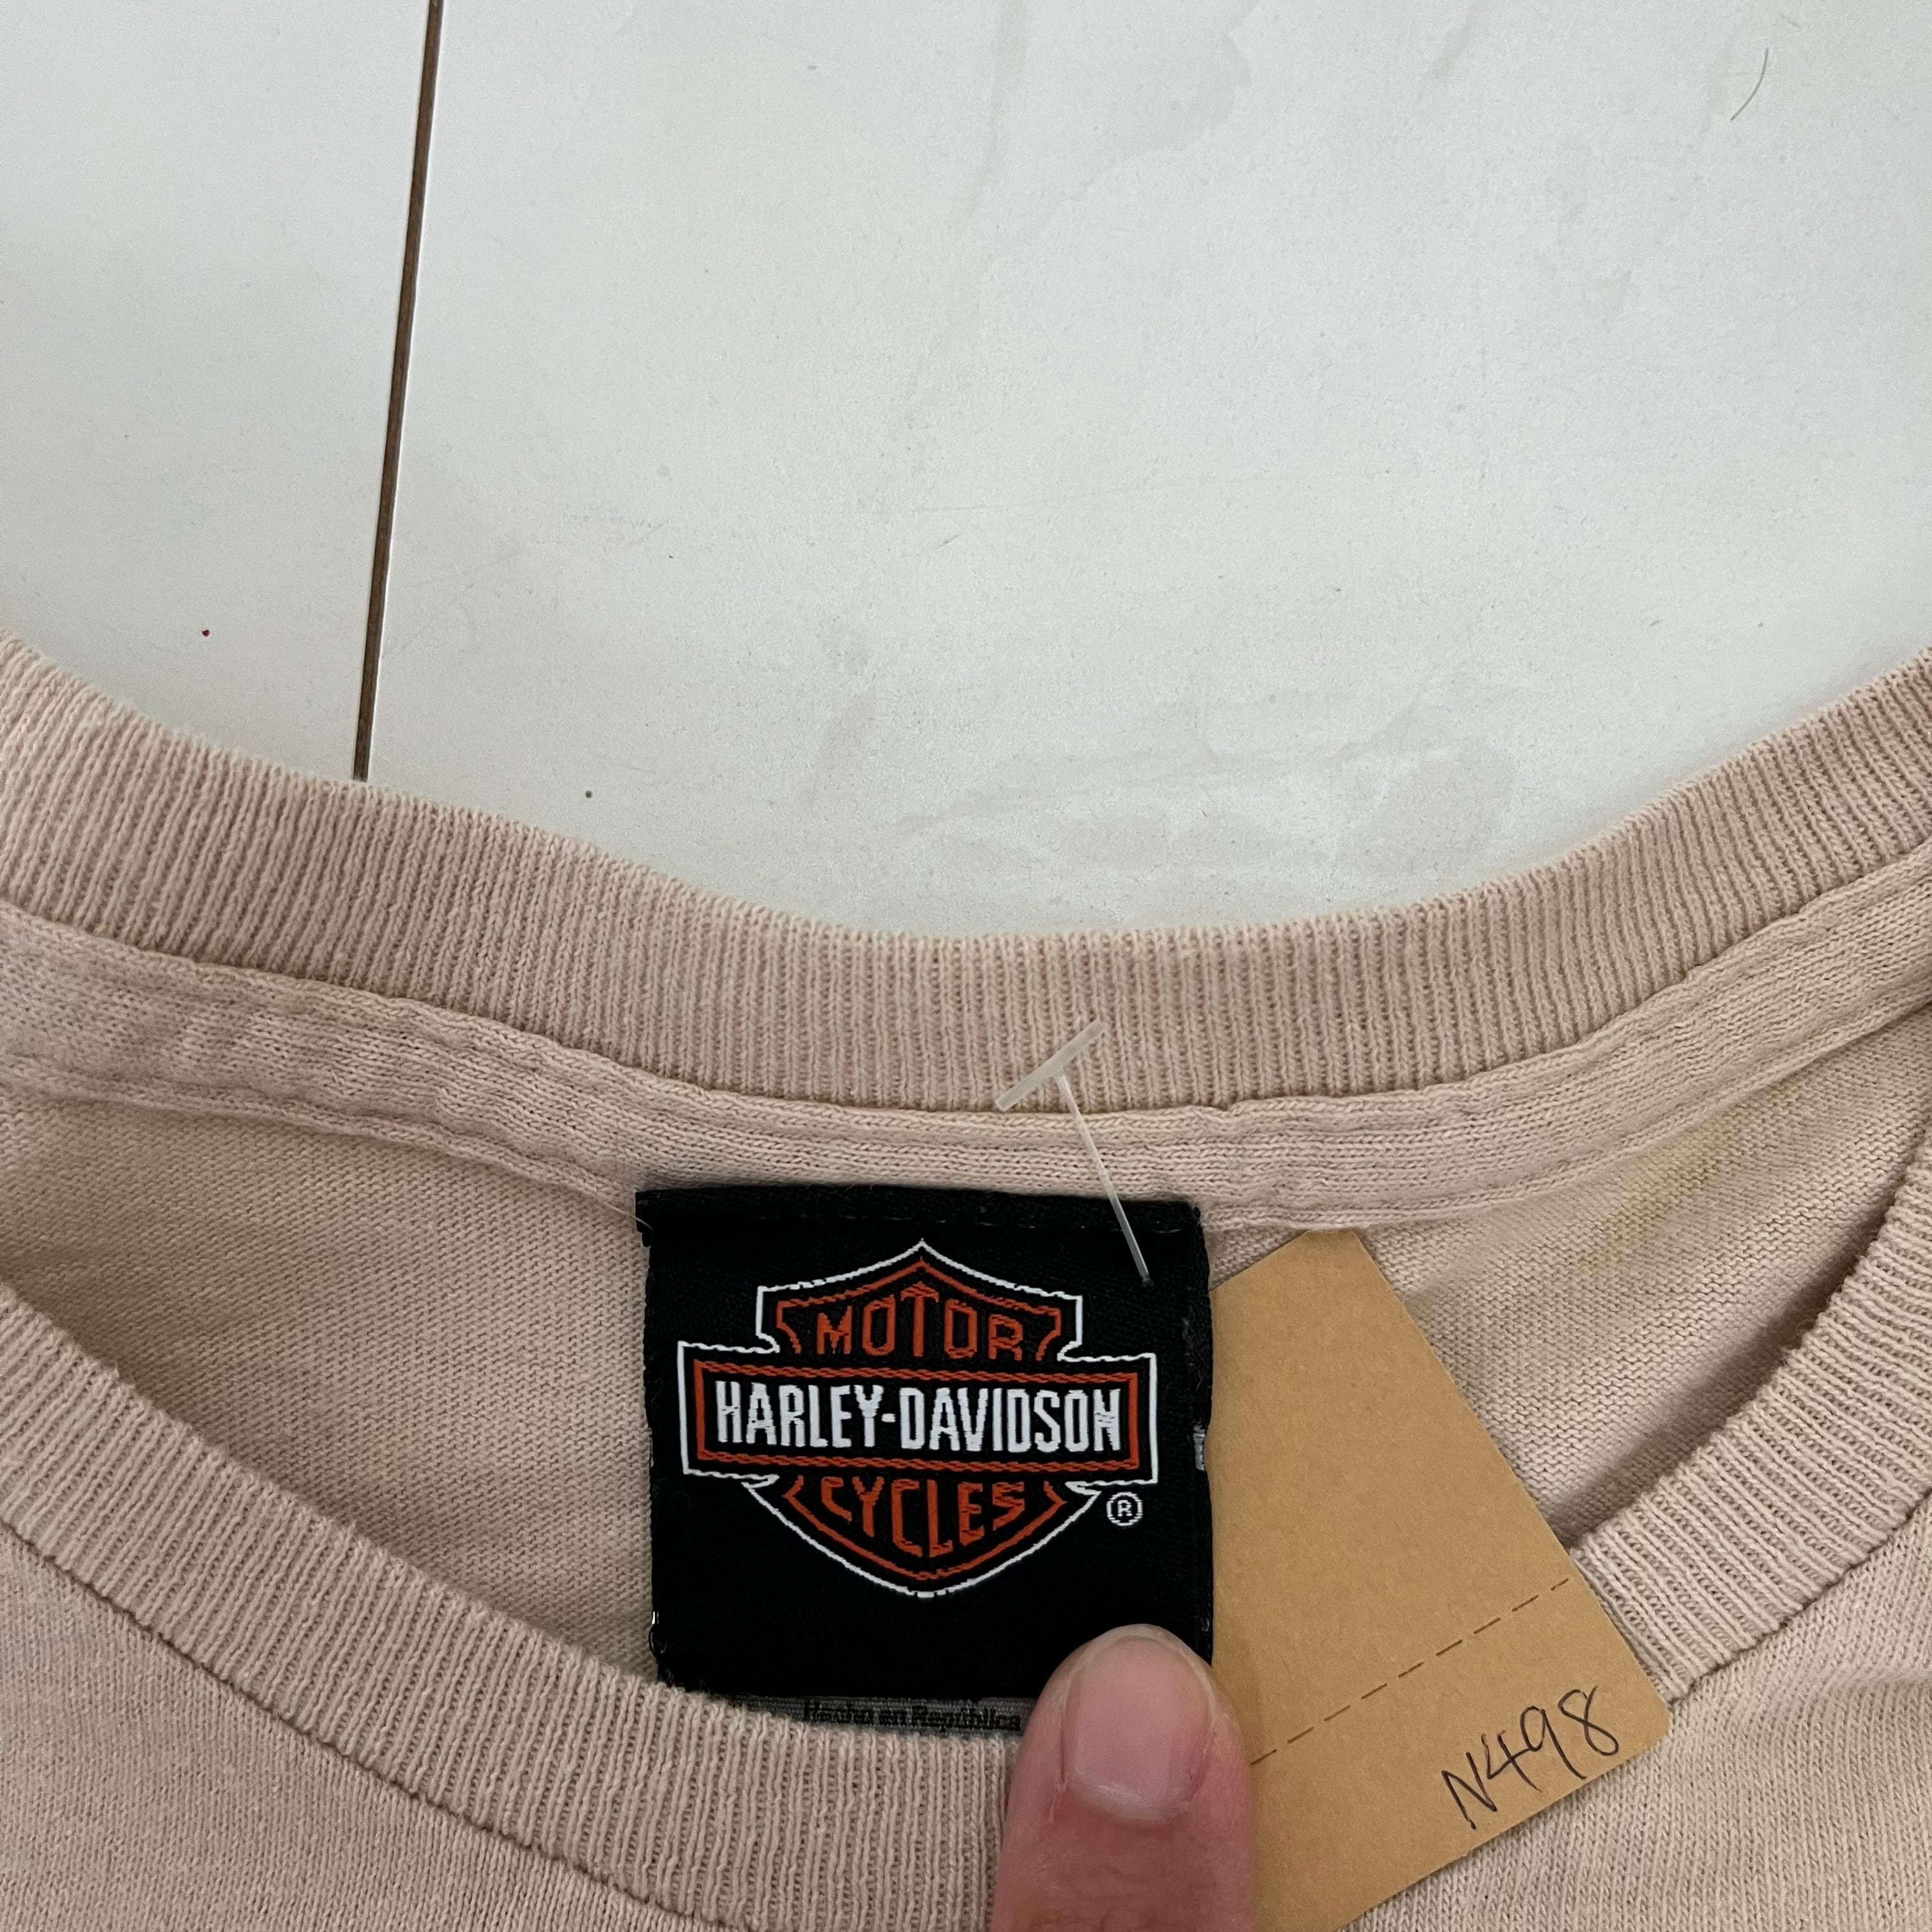 MOTOR
HARLEY-DAVIDSON
CYCLES
®
Hecho en República
N498